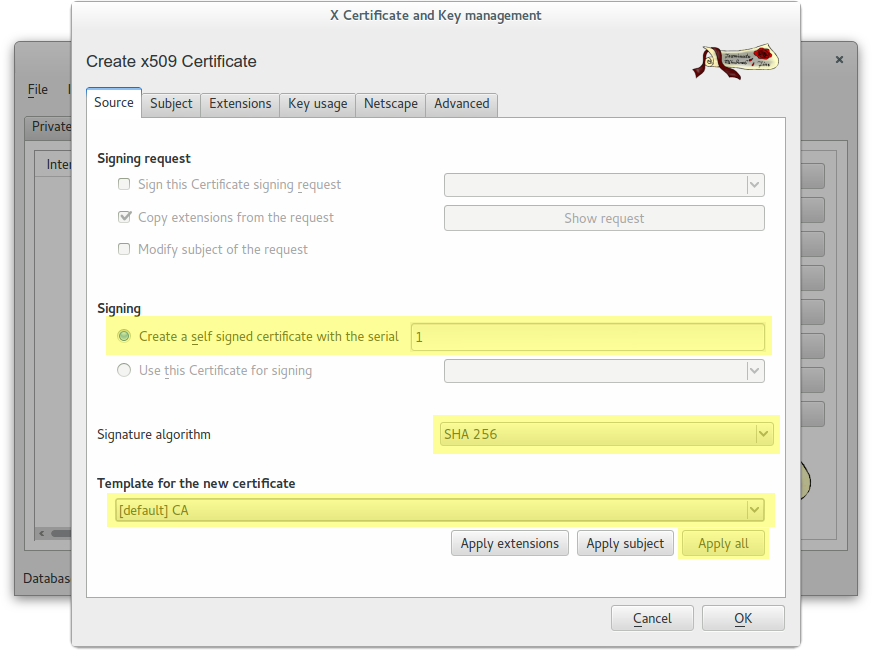 X Certificate and Key management
Create x509 Certificate
File
Private
Inter
Databas
Source Subject Extensions Key usage Netscape Advanced
Signing request
Sign this Certificate signing request
Copy extensions from the request Show request
Modify subject of the request
Signing
Create a self signed certificate with the serial 1
Use this Certificate for signing
Signature algorithm SHA 256
Template for the new certificate
[default] CA
Apply extensions Apply subject Apply all
Cancel OK